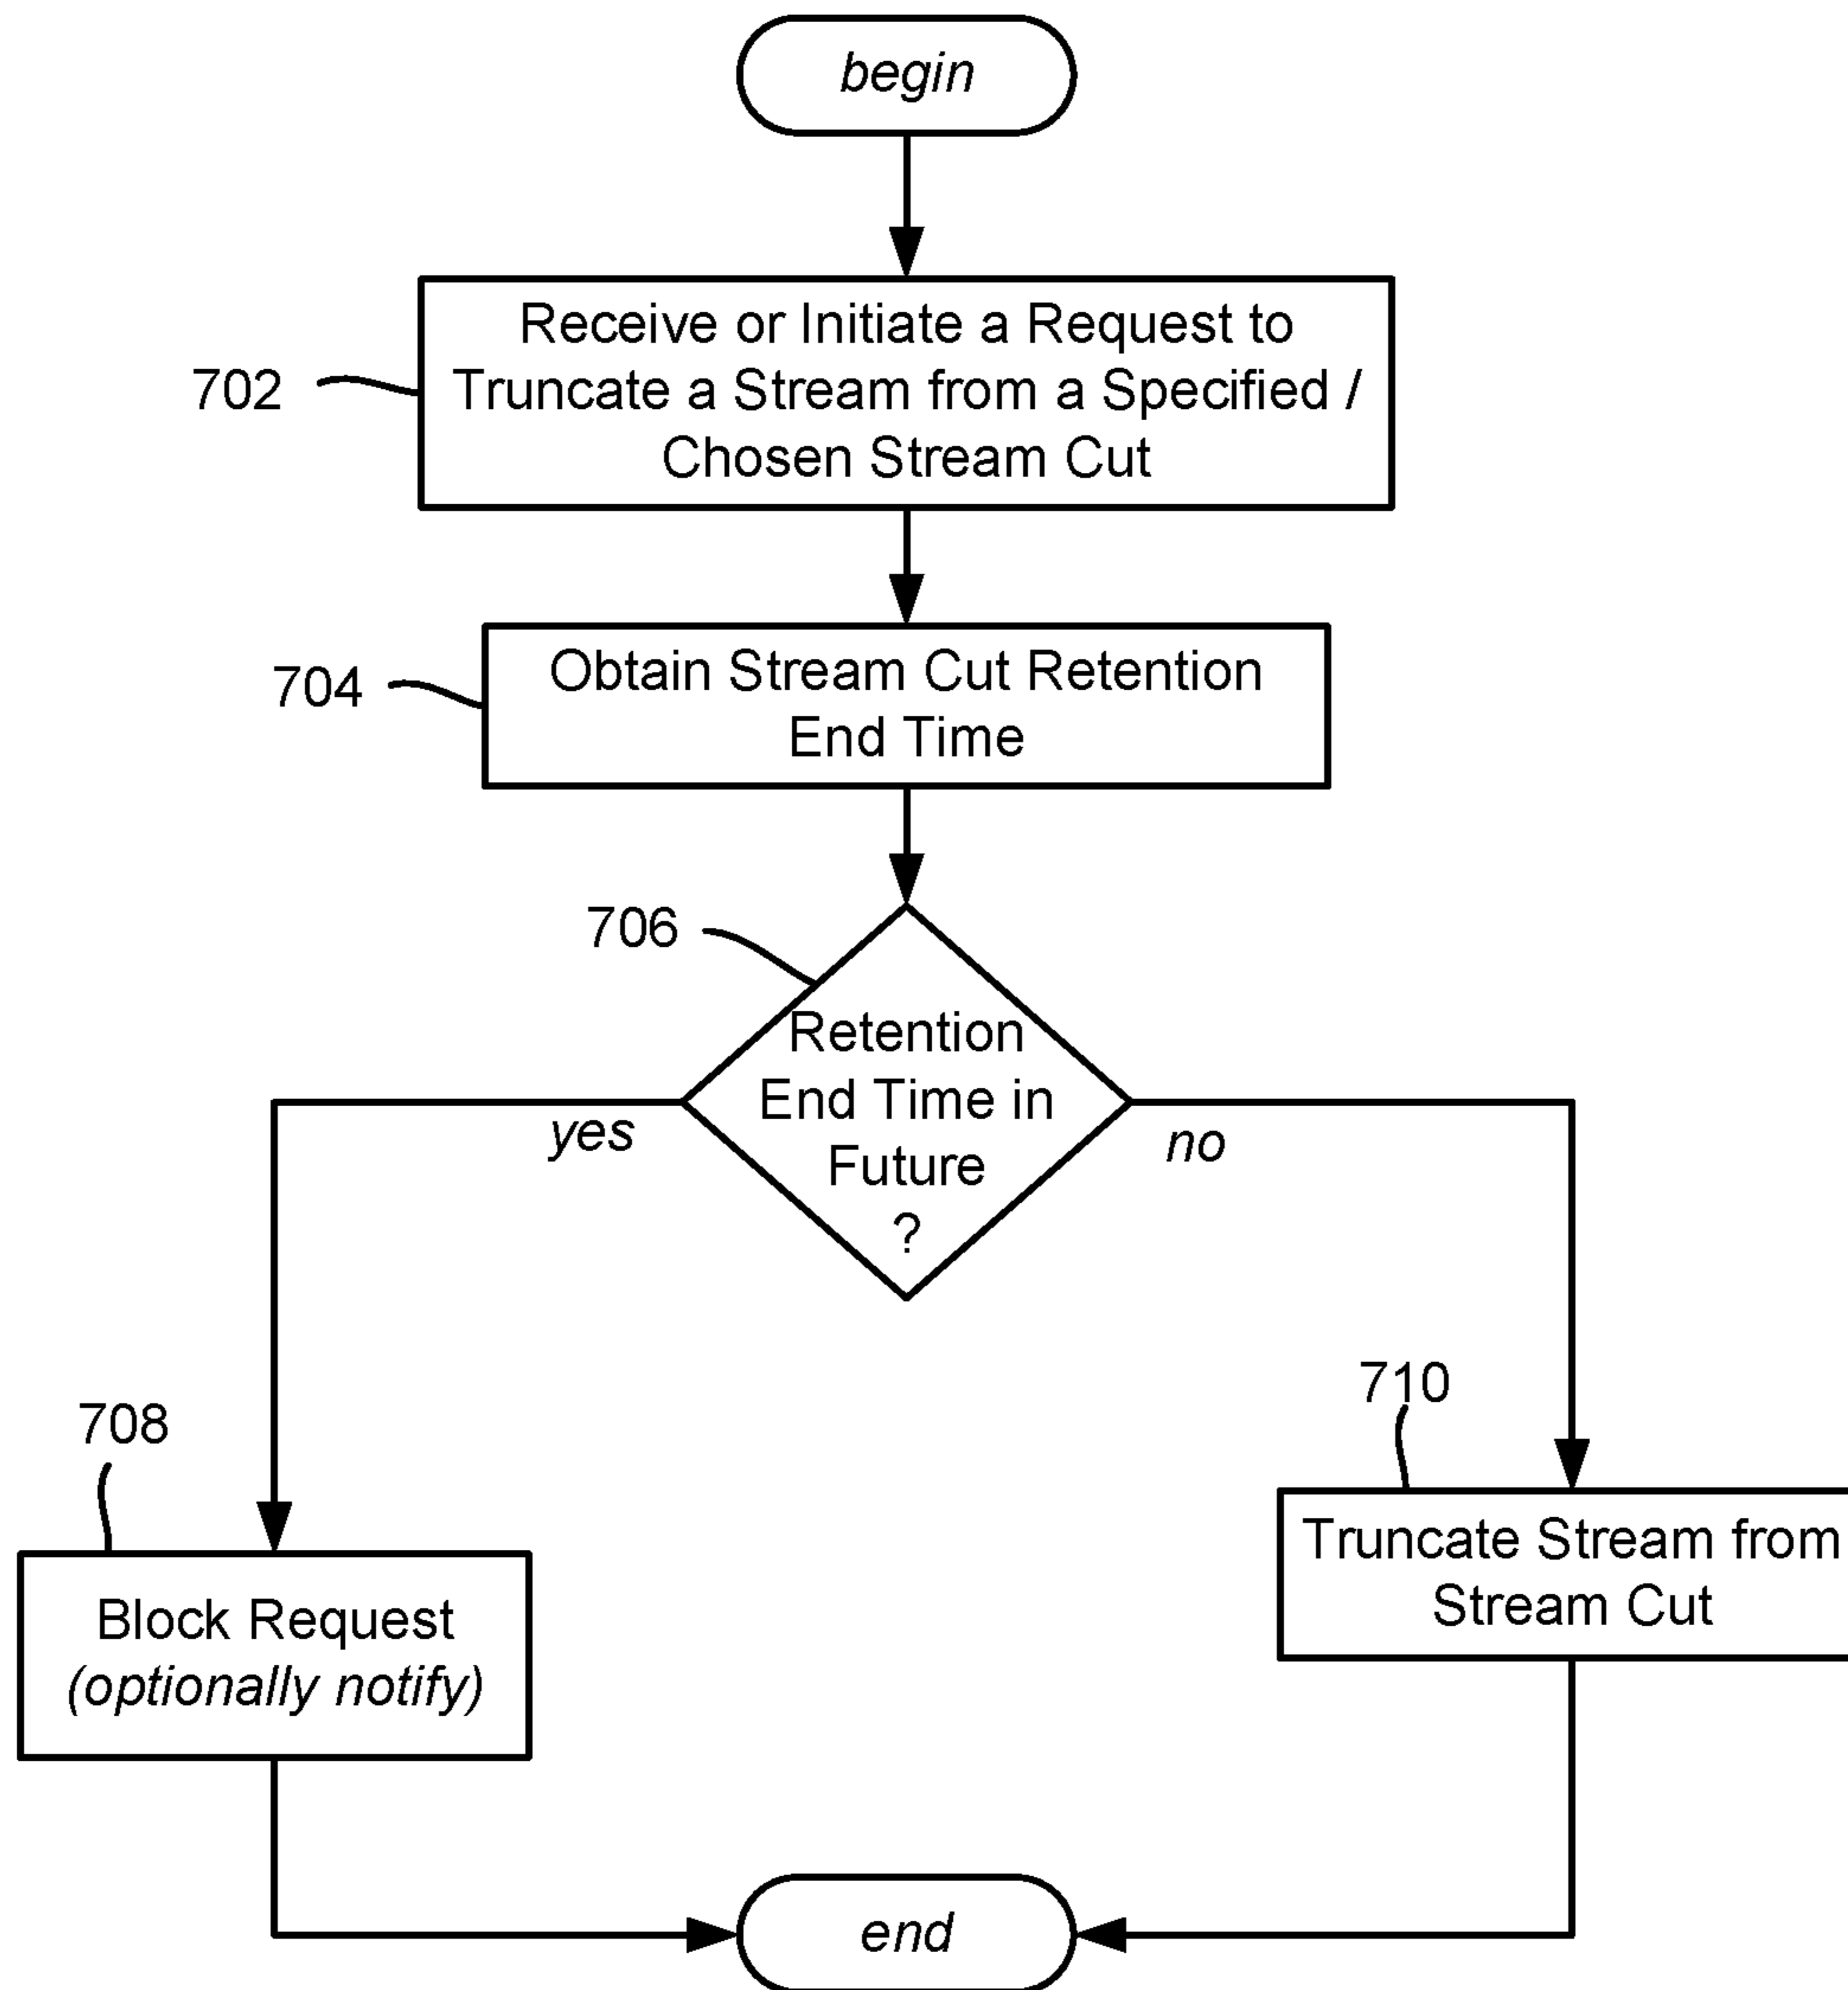 begin
702
Receive or Initiate a Request to
Truncate a Stream from a Specified /
Chosen Stream Cut
704
Obtain Stream Cut Retention
End Time
706
Retention
End Time in
Future
?
yes
no
708
Block Request
(optionally notify)
710
Truncate Stream from
Stream Cut
end